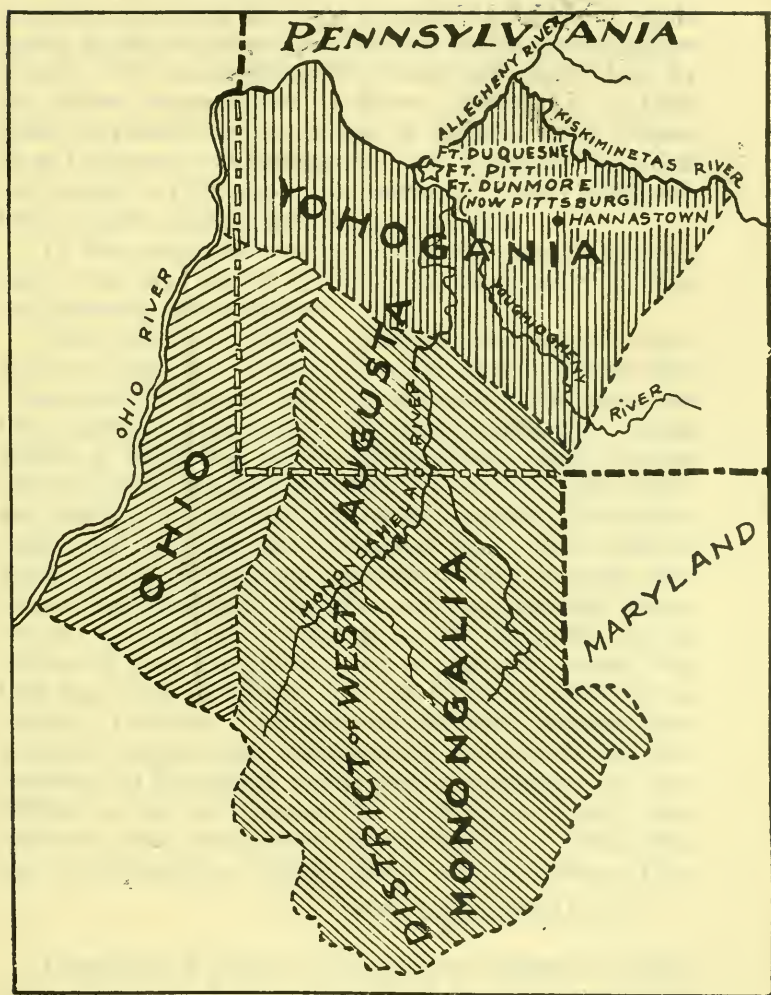 PENNSYLVANIA
ALLEGHENY RIVER
KISKIMINETAS RIVER
FT. DUQUESNE
FT. PITT
FT. DUNMORE
(NOW PITTSBURG
HANNASTOWN
YOHOGANIA
YOUGHIOGHENY
RIVER
OHIO RIVER
OHIO
MONONGAHELA RIVER
DISTRICT OF WEST AUGUSTA
MONONGALIA
MARYLAND